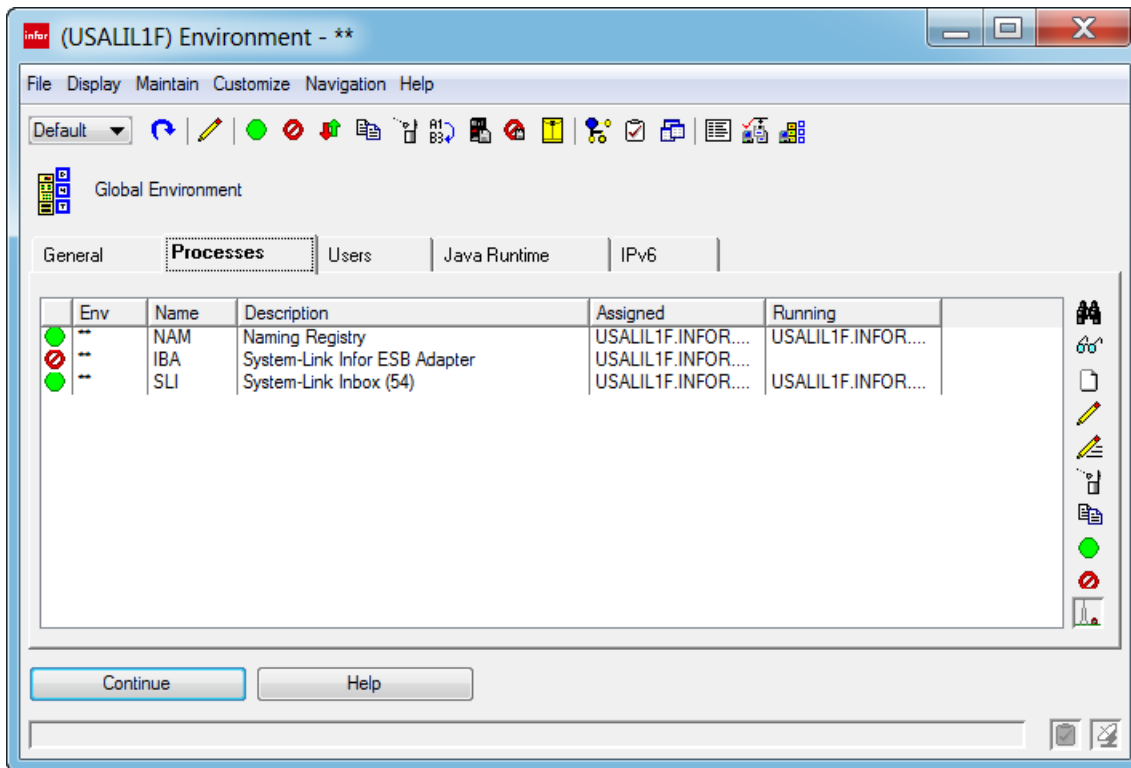 infor (USALIL1F) Environment - **
File Display Maintain Customize Navigation Help
Default
Global Environment
General Processes Users Java Runtime IPv6
Env Name Description Assigned Running
** NAM Naming Registry USALIL1F.INFOR.... USALIL1F.INFOR....
** IBA System-Link Infor ESB Adapter USALIL1F.INFOR....
** SLI System-Link Inbox (54) USALIL1F.INFOR.... USALIL1F.INFOR....
Continue Help